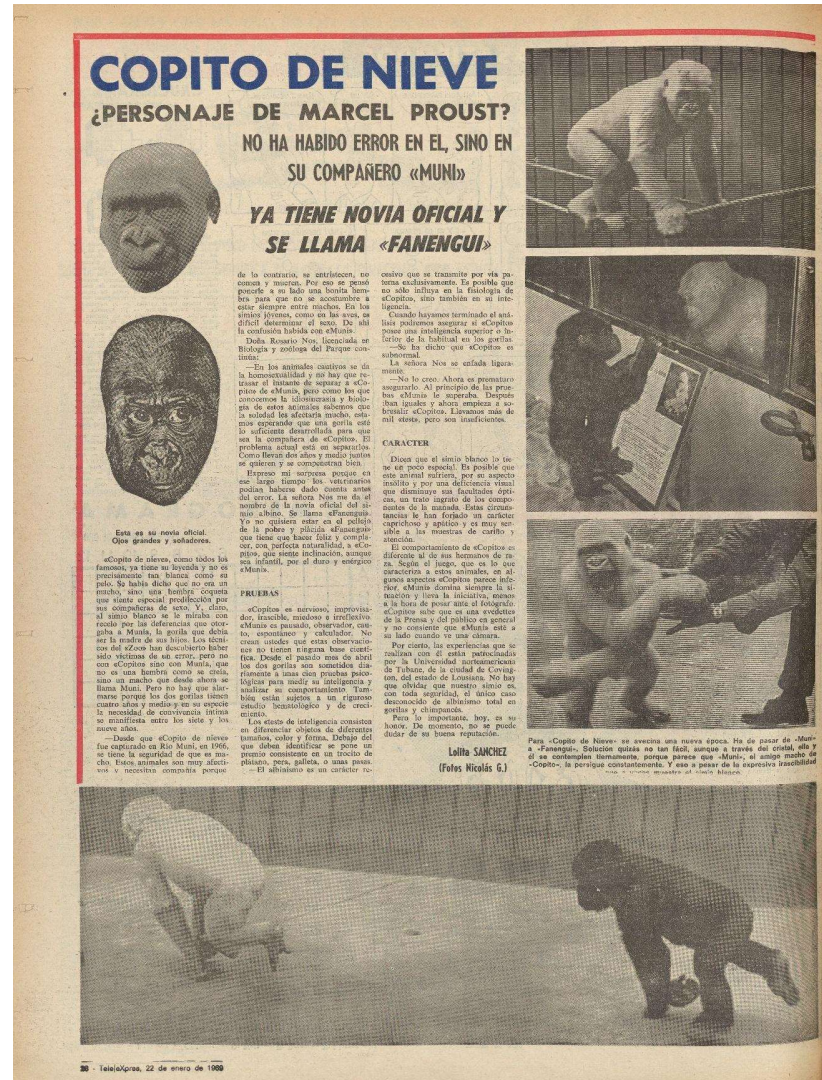 COPITO DE NIEVE
¿PERSONAJE DE MARCEL PROUST?
NO HA HABIDO ERROR EN EL, SINO EN
SU COMPAÑERO «MUNI»
YA TIENE NOVIA OFICIAL Y
SE LLAMA «FANENGUI»
Esta es su novia oficial.
Ojos grandes y soñadores.
«Copito de nieve», como todos los
famosos, ya tiene su leyenda y no es
precisamente tan blanca como su
pelo. Se había dicho que no era un
macho, sino una hembra coqueta
que siente especial predilección por
sus compañeras de sexo. Y, claro,
al simio blanco se le miraba con
recelo por las diferencias que otor-
gaba a Munia, la gorila que debía
ser la madre de sus hijos. Los técni-
cos del «Zoo» han descubierto haber
sido víctimas de un error, pero no
con «Copito» sino con Munia, que
no es una hembra como se creía,
sino un macho que desde ahora se
llama Muni. Pero no hay que alar-
marse porque los dos gorilas tienen
cuatro años y medio y en su especie
la necesidad de convivencia íntima
se manifiesta entre los siete y los
nueve años.
—Desde que «Copito de nieve»
fue capturado en Río Muni, en 1966,
se tiene la seguridad de que es ma-
cho. Estos animales son muy afecti-
vos y necesitan compañía porque
de lo contrario, se entristecen, no
comen y mueren. Por eso se pensó
ponerle a su lado una bonita hem-
bra para que no se acostumbre a
estar siempre entre machos. En los
simios jóvenes, como en las aves, es
difícil determinar el sexo. De ahí
la confusión habida con «Muni».
Doña Rosario Nos, licenciada en
Biología y zoóloga del Parque con-
tinúa:
—En los animales cautivos se da
la homosexualidad y no hay que re-
trasar el instante de separar a «Co-
pito» de «Muni», pero como los que
conocemos la idiosincrasia y biolo-
gía de estos animales sabemos que
la soledad les afectaría mucho, esta-
mos esperando que una gorila esté
lo suficiente desarrollada para que
sea la compañera de «Copito». El
problema actual está en separarlos.
Como llevan dos años y medio juntos
se quieren y se compenetran bien.
Expreso mi sorpresa porque en
ese largo tiempo los veterinarios
podían haberse dado cuenta antes
del error. La señora Nos me da el
nombre de la novia oficial del si-
mio albino. Se llama «Fanengui».
Yo no quisiera estar en el pellejo
de la pobre y plácida «Fanengui»
que tiene que hacer feliz y compla-
cer, con perfecta naturalidad, a «Co-
pito», que siente inclinación, aunque
sea infantil, por el duro y enérgico
«Muni».
PRUEBAS
«Copito» es nervioso, improvisa-
dor, irascible, miedoso e irreflexivo.
«Muni» es pausado, observador, cau-
to, espontáneo y calculador. No
crean ustedes que estas observacio-
nes no tienen ninguna base cientí-
fica. Desde el pasado mes de abril
los dos gorilas son sometidos dia-
riamente a unas cien pruebas psico-
lógicas para medir su inteligencia y
analizar su comportamiento. Tam-
bién están sujetos a un riguroso
estudio hematológico y de creci-
miento.
Los «test» de inteligencia consisten
en diferenciar objetos de diferentes
tamaños, color y forma. Debajo del
que deben identificar se pone un
premio consistente en un trocito de
plátano, pera, galleta, o unas pasas.
—El albinismo es un carácter re-
cesivo que se transmite por vía pa-
terna exclusivamente. Es posible que
no sólo influya en la fisiología de
«Copito», sino también en su inte-
ligencia.
Cuando hayamos terminado el aná-
lisis podremos asegurar si «Copito»
posee una inteligencia superior o in-
ferior de la habitual en los gorilas.
—Se ha dicho que «Copito» es
subnormal.
La señora Nos se enfada ligera-
mente.
—No lo creo. Ahora es prematuro
asegurarlo. Al principio de las prue-
bas «Muni» le superaba. Después
iban iguales y ahora empieza a so-
bresalir «Copito». Llevamos más de
mil «test», pero son insuficientes.
CARACTER
Dicen que el simio blanco lo tie-
ne un poco especial. Es posible que
este animal sufriera, por su aspecto
insólito y por una deficiencia visual
que disminuye sus facultades ópti-
cas, un trato ingrato de los compo-
nentes de la manada. Estas circuns-
tancias le han forjado un carácter
caprichoso y apático y es muy sen-
sible a las muestras de cariño y
atención.
El comportamiento de «Copito» es
diferente al de sus hermanos de ra-
za. Según el juego, que es lo que
caracteriza a estos animales, en al-
gunos aspectos «Copito» parece infe-
rior. «Muni» domina siempre la si-
tuación y lleva la iniciativa, menos
a la hora de posar ante el fotógrafo.
«Copito» sabe que es una «vedette»
de la Prensa y del público en general
y no consiente que «Muni» esté a
su lado cuando ve una cámara.
Por cierto, las experiencias que se
realizan con él están patrocinadas
por la Universidad norteamericana
de Tubane, de la ciudad de Coving-
ton, del estado de Lousiana. No hay
que olvidar que nuestro simio es,
con toda seguridad, el único caso
desconocido de albinismo total en
gorilas y chimpancés.
Pero lo importante, hoy, es su
honor. De momento, no se puede
dudar de su buena reputación.
Lolita SANCHEZ
(Fotos Nicolás G.)
Para «Copito de Nieve» se avecina una nueva época. Ha de pasar de «Muni»
a «Fanengui». Solución quizás no tan fácil, aunque a través del cristal, ella y
él se contemplen tiernamente, porque parece que «Muni», el amigo macho de
«Copito», la persigue constantemente. Y eso a pesar de la expresiva irascibilidad
que a veces muestra el simio blanco
28 - TelejeXpres, 22 de enero de 1969